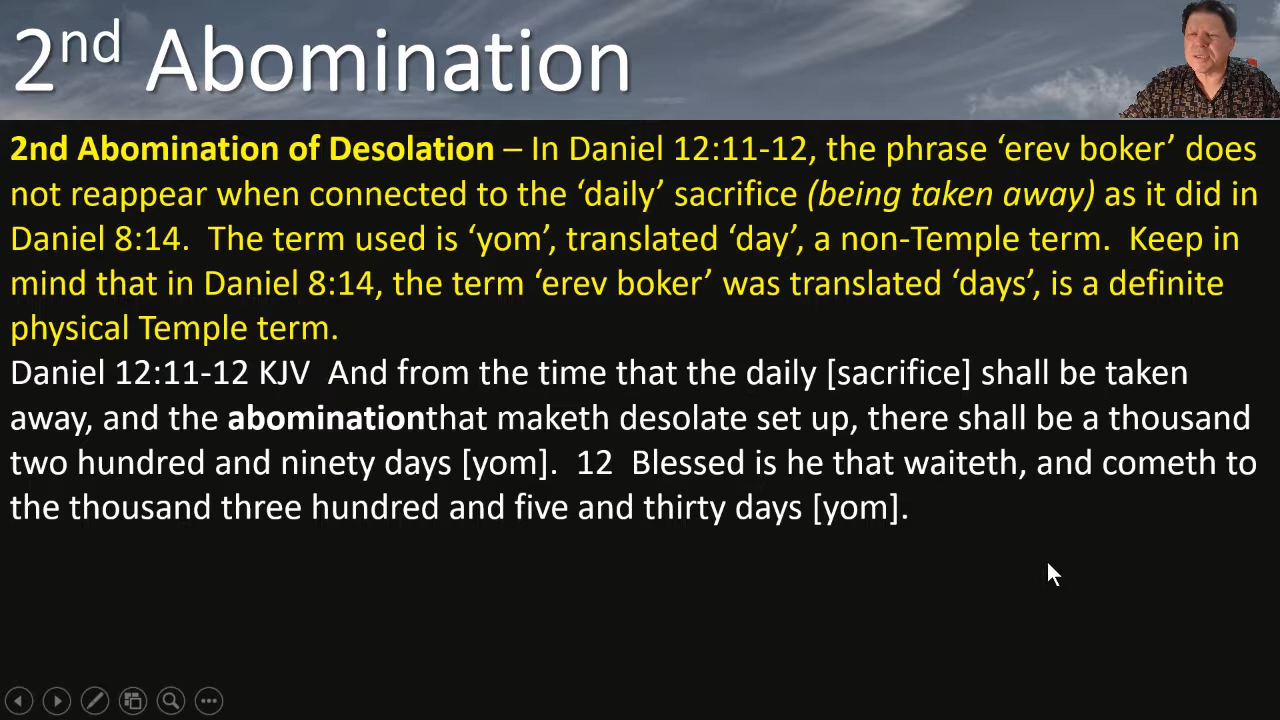 2nd Abomination
2nd Abomination of Desolation – In Daniel 12:11-12, the phrase ‘erev boker’ does
not reappear when connected to the ‘daily’ sacrifice (being taken away) as it did in
Daniel 8:14.  The term used is ‘yom’, translated ‘day’, a non-Temple term.  Keep in
mind that in Daniel 8:14, the term ‘erev boker’ was translated ‘days’, is a definite
physical Temple term.
Daniel 12:11-12 KJV  And from the time that the daily [sacrifice] shall be taken
away, and the abominationthat maketh desolate set up, there shall be a thousand
two hundred and ninety days [yom].  12  Blessed is he that waiteth, and cometh to
the thousand three hundred and five and thirty days [yom].